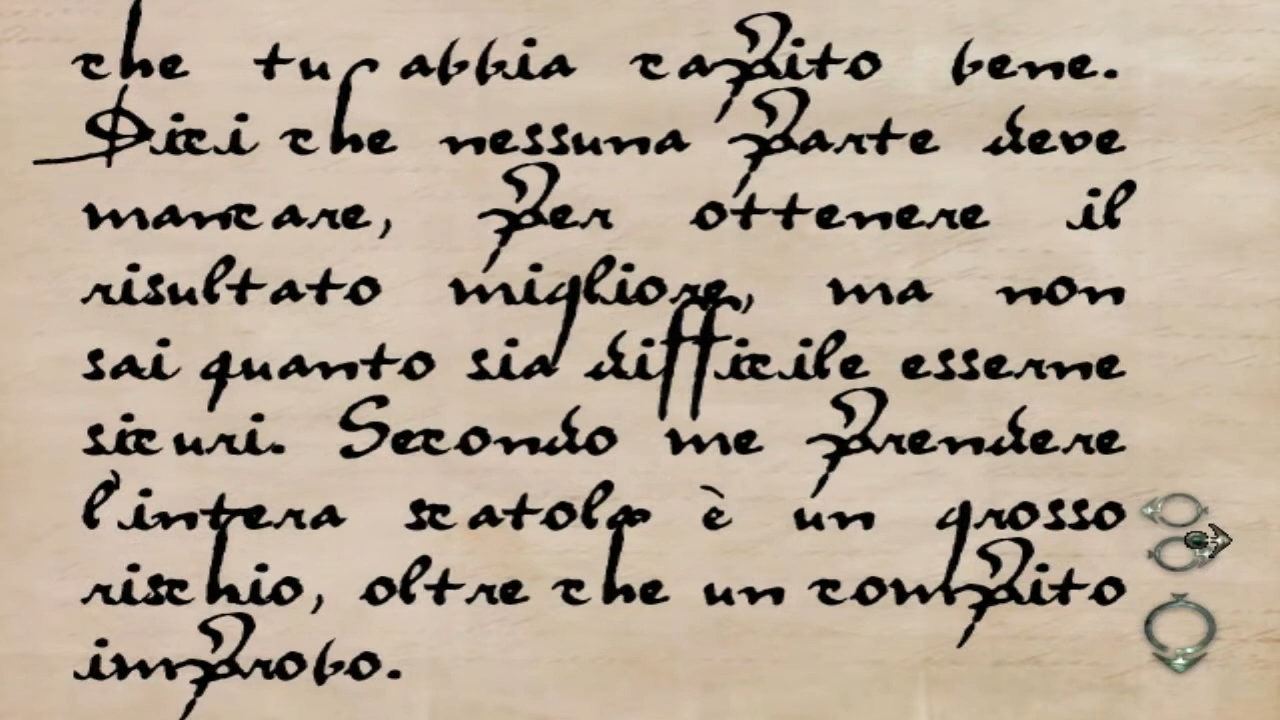 che tu abbia capito bene.
Dici che nessuna parte deve
mancare, per ottenere il
risultato migliore, ma non
sai quanto sia difficile esserne
sicuri. Secondo me prendere
l'intera scatola è un grosso
rischio, oltre che un compito
improbo.